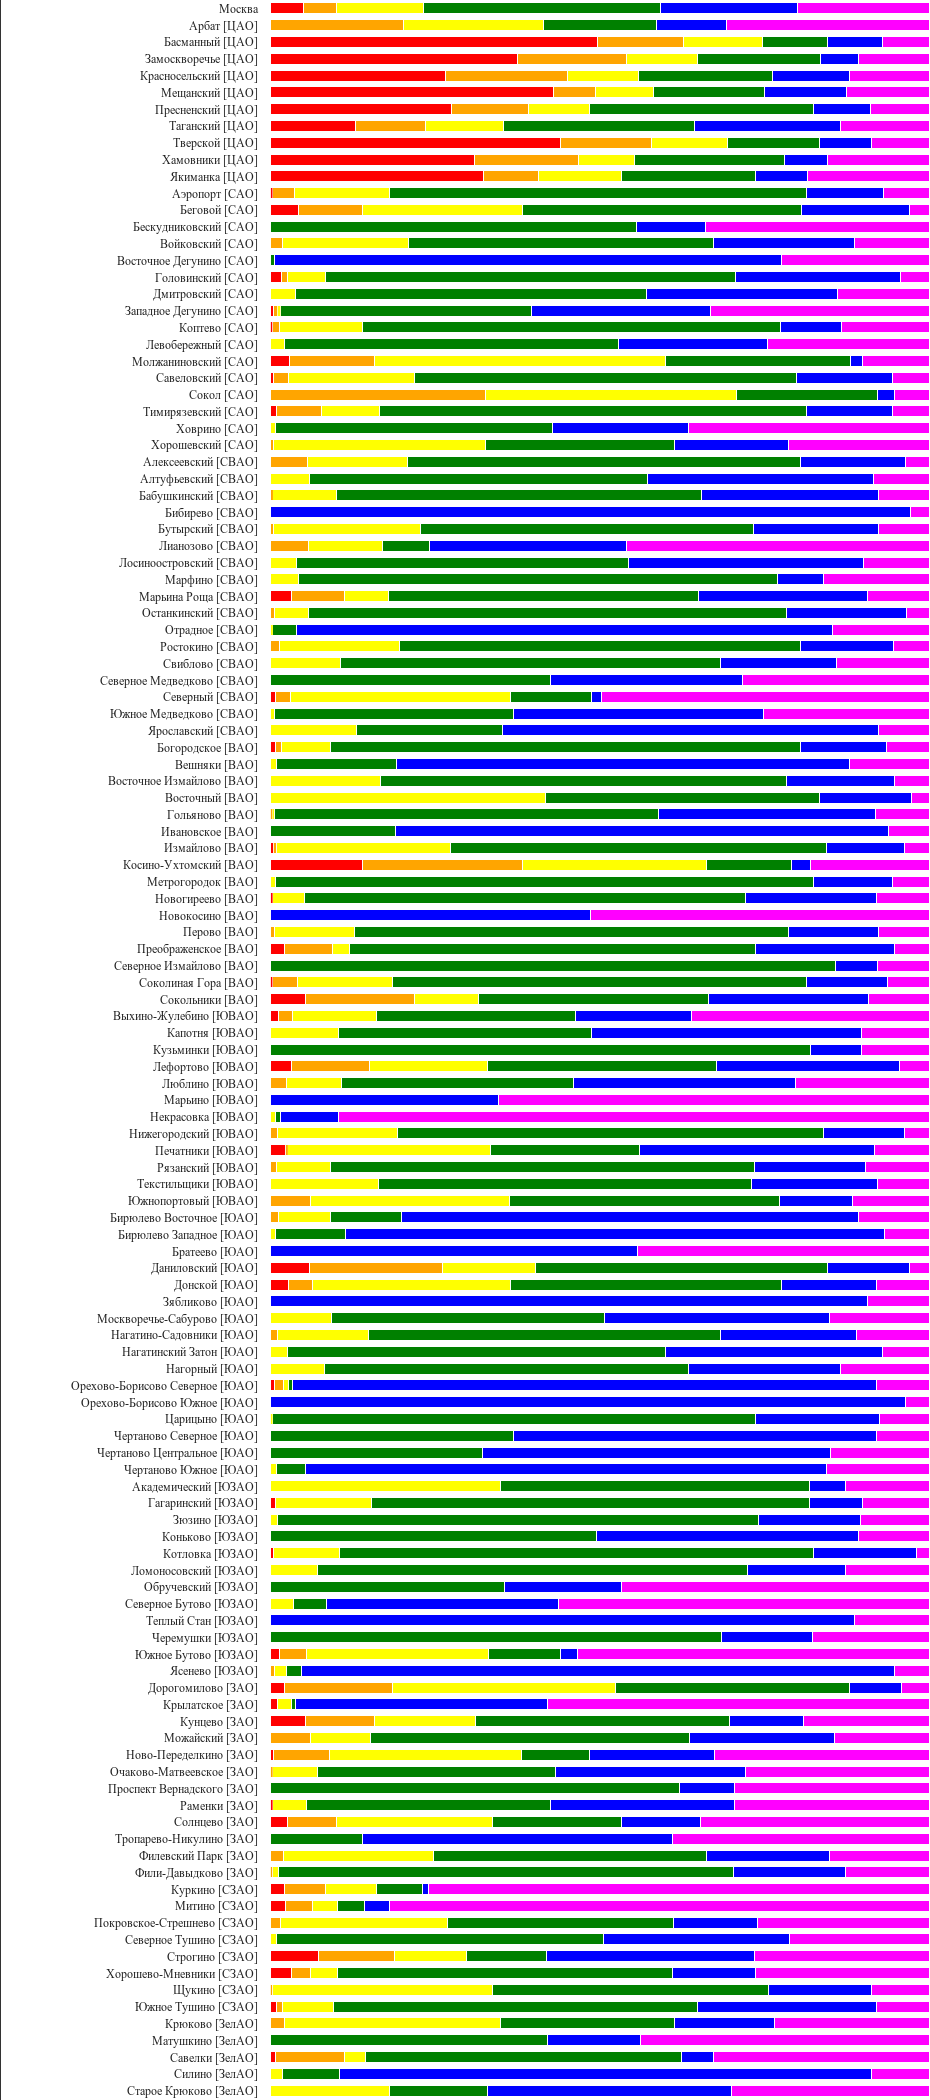 Москва
Арбат [ЦАО]
Басманный [ЦАО]
Замоскворечье [ЦАО]
Красносельский [ЦАО]
Мещанский [ЦАО]
Пресненский [ЦАО]
Таганский [ЦАО]
Тверской [ЦАО]
Хамовники [ЦАО]
Якиманка [ЦАО]
Аэропорт [САО]
Беговой [САО]
Бескудниковский [САО]
Войковский [САО]
Восточное Дегунино [САО]
Головинский [САО]
Дмитровский [САО]
Западное Дегунино [САО]
Коптево [САО]
Левобережный [САО]
Молжаниновский [САО]
Савеловский [САО]
Сокол [САО]
Тимирязевский [САО]
Ховрино [САО]
Хорошевский [САО]
Алексеевский [СВАО]
Алтуфьевский [СВАО]
Бабушкинский [СВАО]
Бибирево [СВАО]
Бутырский [СВАО]
Лианозово [СВАО]
Лосиноостровский [СВАО]
Марфино [СВАО]
Марьина Роща [СВАО]
Останкинский [СВАО]
Отрадное [СВАО]
Ростокино [СВАО]
Свиблово [СВАО]
Северное Медведково [СВАО]
Северный [СВАО]
Южное Медведково [СВАО]
Ярославский [СВАО]
Богородское [ВАО]
Вешняки [ВАО]
Восточное Измайлово [ВАО]
Восточный [ВАО]
Гольяново [ВАО]
Ивановское [ВАО]
Измайлово [ВАО]
Косино-Ухтомский [ВАО]
Метрогородок [ВАО]
Новогиреево [ВАО]
Новокосино [ВАО]
Перово [ВАО]
Преображенское [ВАО]
Северное Измайлово [ВАО]
Соколиная Гора [ВАО]
Сокольники [ВАО]
Выхино-Жулебино [ЮВАО]
Капотня [ЮВАО]
Кузьминки [ЮВАО]
Лефортово [ЮВАО]
Люблино [ЮВАО]
Марьино [ЮВАО]
Некрасовка [ЮВАО]
Нижегородский [ЮВАО]
Печатники [ЮВАО]
Рязанский [ЮВАО]
Текстильщики [ЮВАО]
Южнопортовый [ЮВАО]
Бирюлево Восточное [ЮАО]
Бирюлево Западное [ЮАО]
Братеево [ЮАО]
Даниловский [ЮАО]
Донской [ЮАО]
Зябликово [ЮАО]
Москворечье-Сабурово [ЮАО]
Нагатино-Садовники [ЮАО]
Нагатинский Затон [ЮАО]
Нагорный [ЮАО]
Орехово-Борисово Северное [ЮАО]
Орехово-Борисово Южное [ЮАО]
Царицыно [ЮАО]
Чертаново Северное [ЮАО]
Чертаново Центральное [ЮАО]
Чертаново Южное [ЮАО]
Академический [ЮЗАО]
Гагаринский [ЮЗАО]
Зюзино [ЮЗАО]
Коньково [ЮЗАО]
Котловка [ЮЗАО]
Ломоносовский [ЮЗАО]
Обручевский [ЮЗАО]
Северное Бутово [ЮЗАО]
Теплый Стан [ЮЗАО]
Черемушки [ЮЗАО]
Южное Бутово [ЮЗАО]
Ясенево [ЮЗАО]
Дорогомилово [ЗАО]
Крылатское [ЗАО]
Кунцево [ЗАО]
Можайский [ЗАО]
Ново-Переделкино [ЗАО]
Очаково-Матвеевское [ЗАО]
Проспект Вернадского [ЗАО]
Раменки [ЗАО]
Солнцево [ЗАО]
Тропарево-Никулино [ЗАО]
Филевский Парк [ЗАО]
Фили-Давыдково [ЗАО]
Куркино [СЗАО]
Митино [СЗАО]
Покровское-Стрешнево [СЗАО]
Северное Тушино [СЗАО]
Строгино [СЗАО]
Хорошево-Мневники [СЗАО]
Щукино [СЗАО]
Южное Тушино [СЗАО]
Крюково [ЗелАО]
Матушкино [ЗелАО]
Савелки [ЗелАО]
Силино [ЗелАО]
Старое Крюково [ЗелАО]